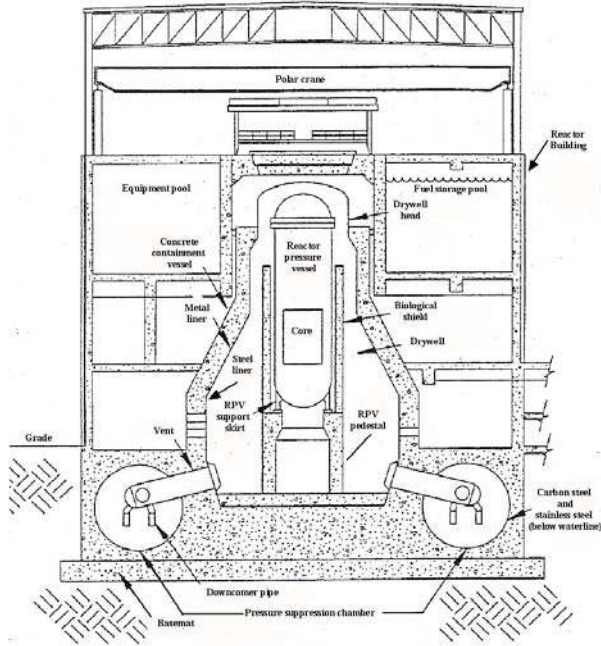 Polar crane
Reactor
Building
Equipment pool
Fuel storage pool
Drywell
head
Concrete
containment
vessel
Reactor
pressure
vessel
Metal
liner
Biological
shield
Core
Drywell
Steel
liner
RPV
support
skirt
RPV
pedestal
Grade
Vent
Carbon steel
and
stainless steel
(below waterline)
Downcomer pipe
Pressure suppression chamber
Basemat